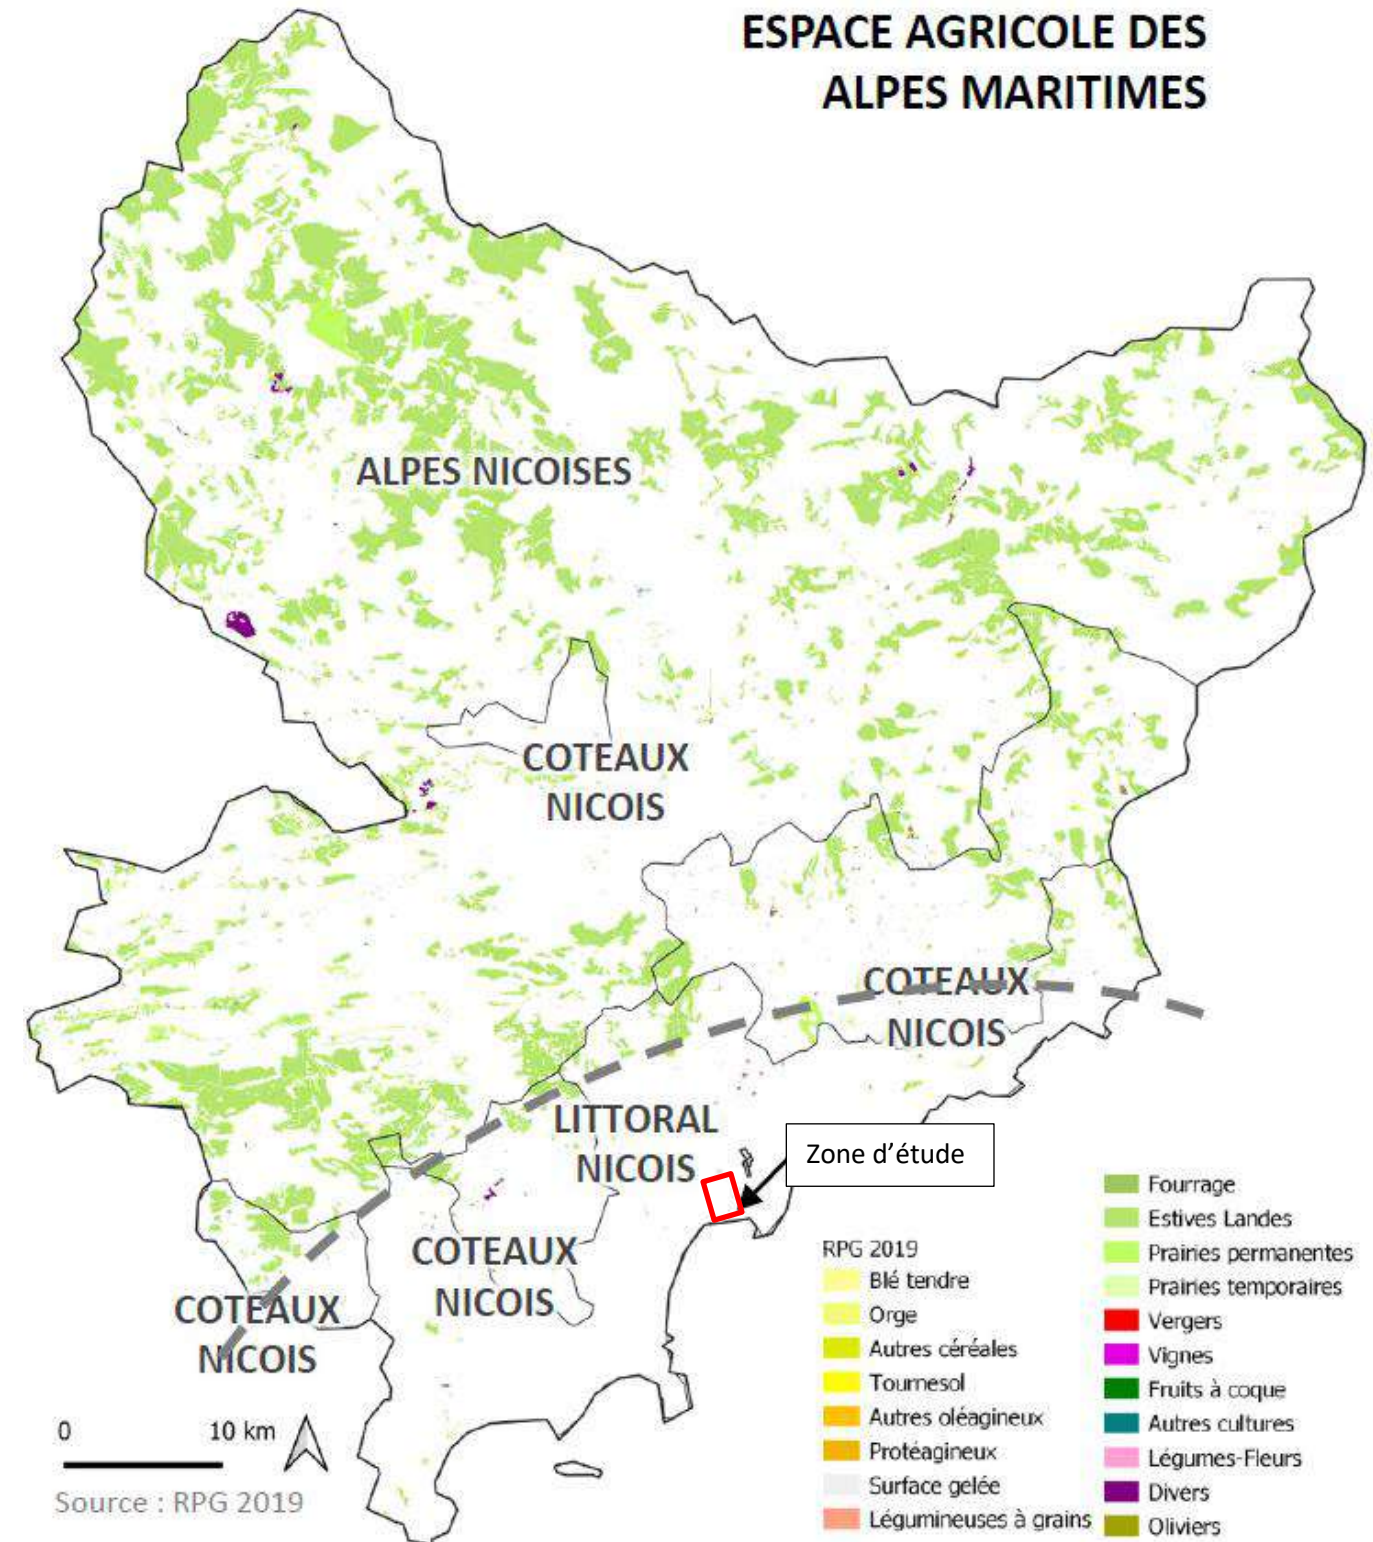 ESPACE AGRICOLE DES
ALPES MARITIMES
ALPES NICOISES
COTEAUX
NICOIS
COTEAUX
NICOIS
LITTORAL
NICOIS
Zone d'étude
COTEAUX
NICOIS
COTEAUX
NICOIS
0 10 km
Source : RPG 2019
RPG 2019
Blé tendre
Orge
Autres céréales
Tournesol
Autres oléagineux
Protéagineux
Surface gelée
Légumineuses à grains
Fourrage
Estives Landes
Prairies permanentes
Prairies temporaires
Vergers
Vignes
Fruits à coque
Autres cultures
Légumes-Fleurs
Divers
Oliviers